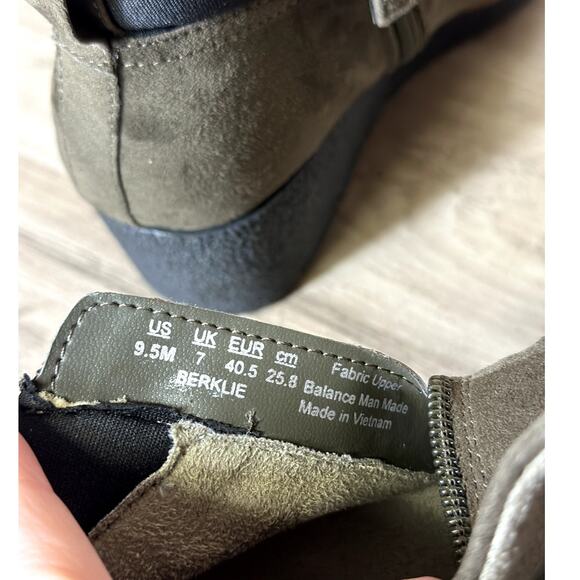 US UK EUR cm
9.5M 7 40.5 25.8
BERKLIE
Fabric Upper
Balance Man Made
Made in Vietnam